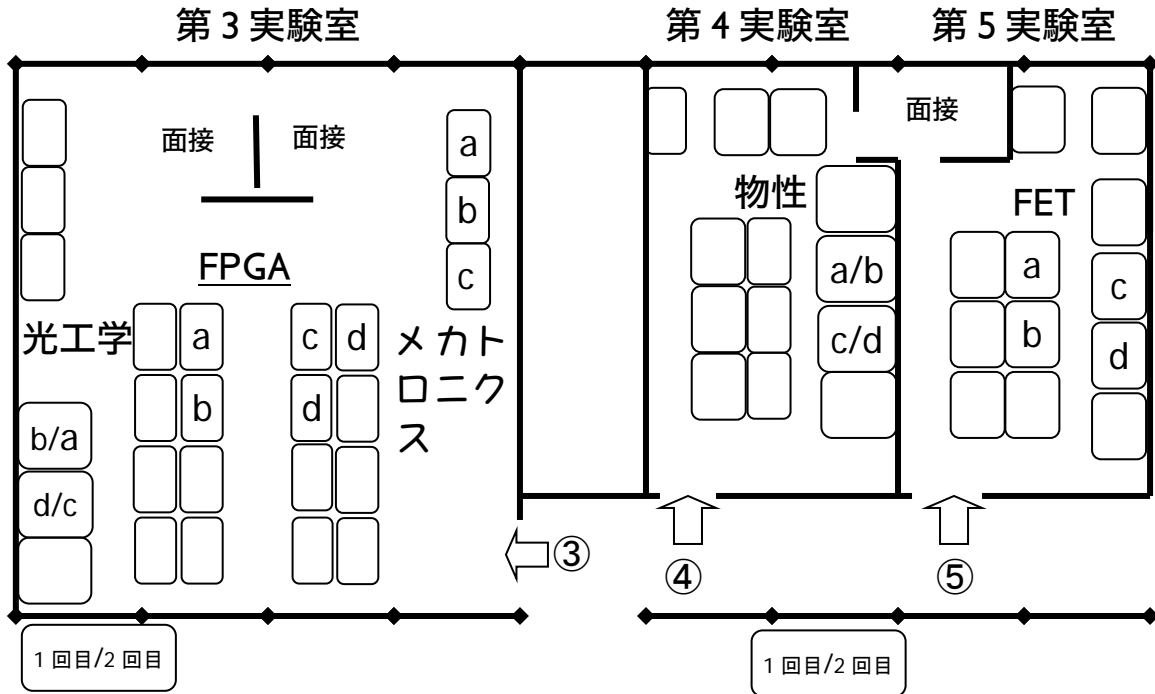 第 3 実験室
第 4 実験室
第 5 実験室
面接
面接
a
b
c
FPGA
光工学
a
c
d
b
d
メカト
ロニク
ス
b/a
d/c
③
1 回目/2 回目
面接
物性
a/b
c/d
④
FET
a
b
c
d
⑤
1 回目/2 回目